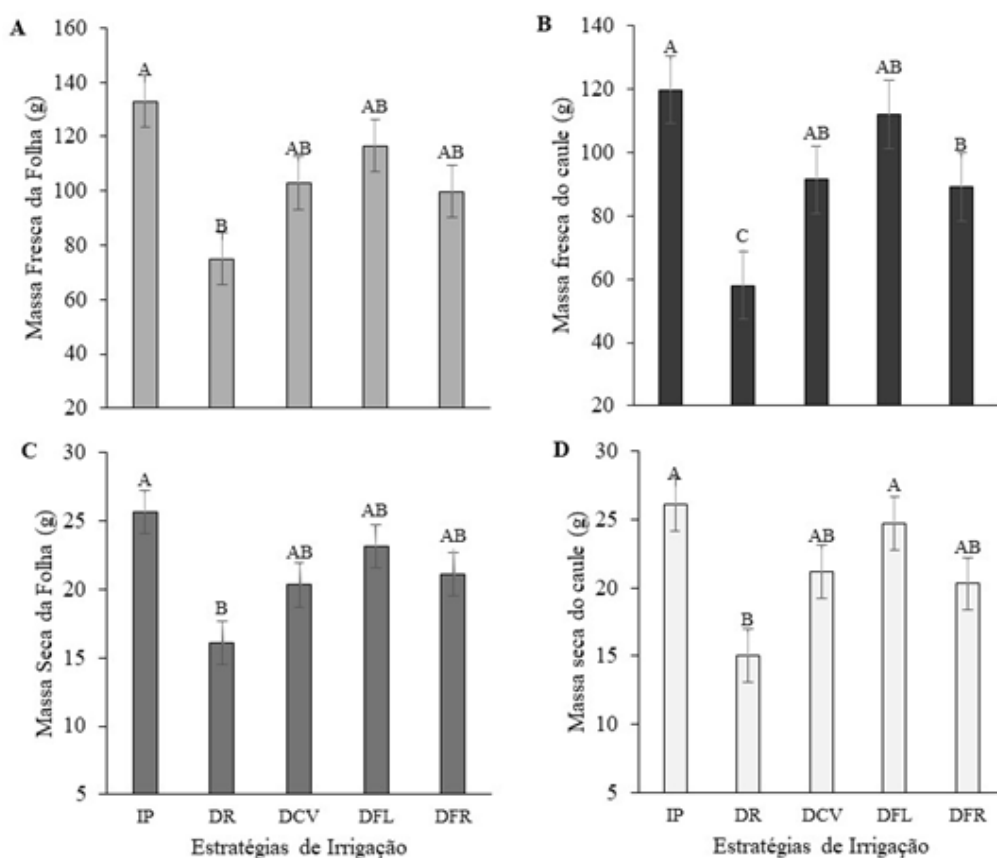 A
Massa Fresca da Folha (g)
160
140
120
100
80
60
40
20
A
B
AB
AB
AB
B
Massa fresca do caule (g)
140
120
100
80
60
40
20
A
C
AB
AB
B
C
Massa Seca da Folha (g)
30
25
20
15
10
5
A
B
AB
AB
AB
IP DR DCV DFL DFR
Estratégias de Irrigação
D
Massa seca do caule (g)
30
25
20
15
10
5
A
B
AB
A
AB
IP DR DCV DFL DFR
Estratégias de Irrigação